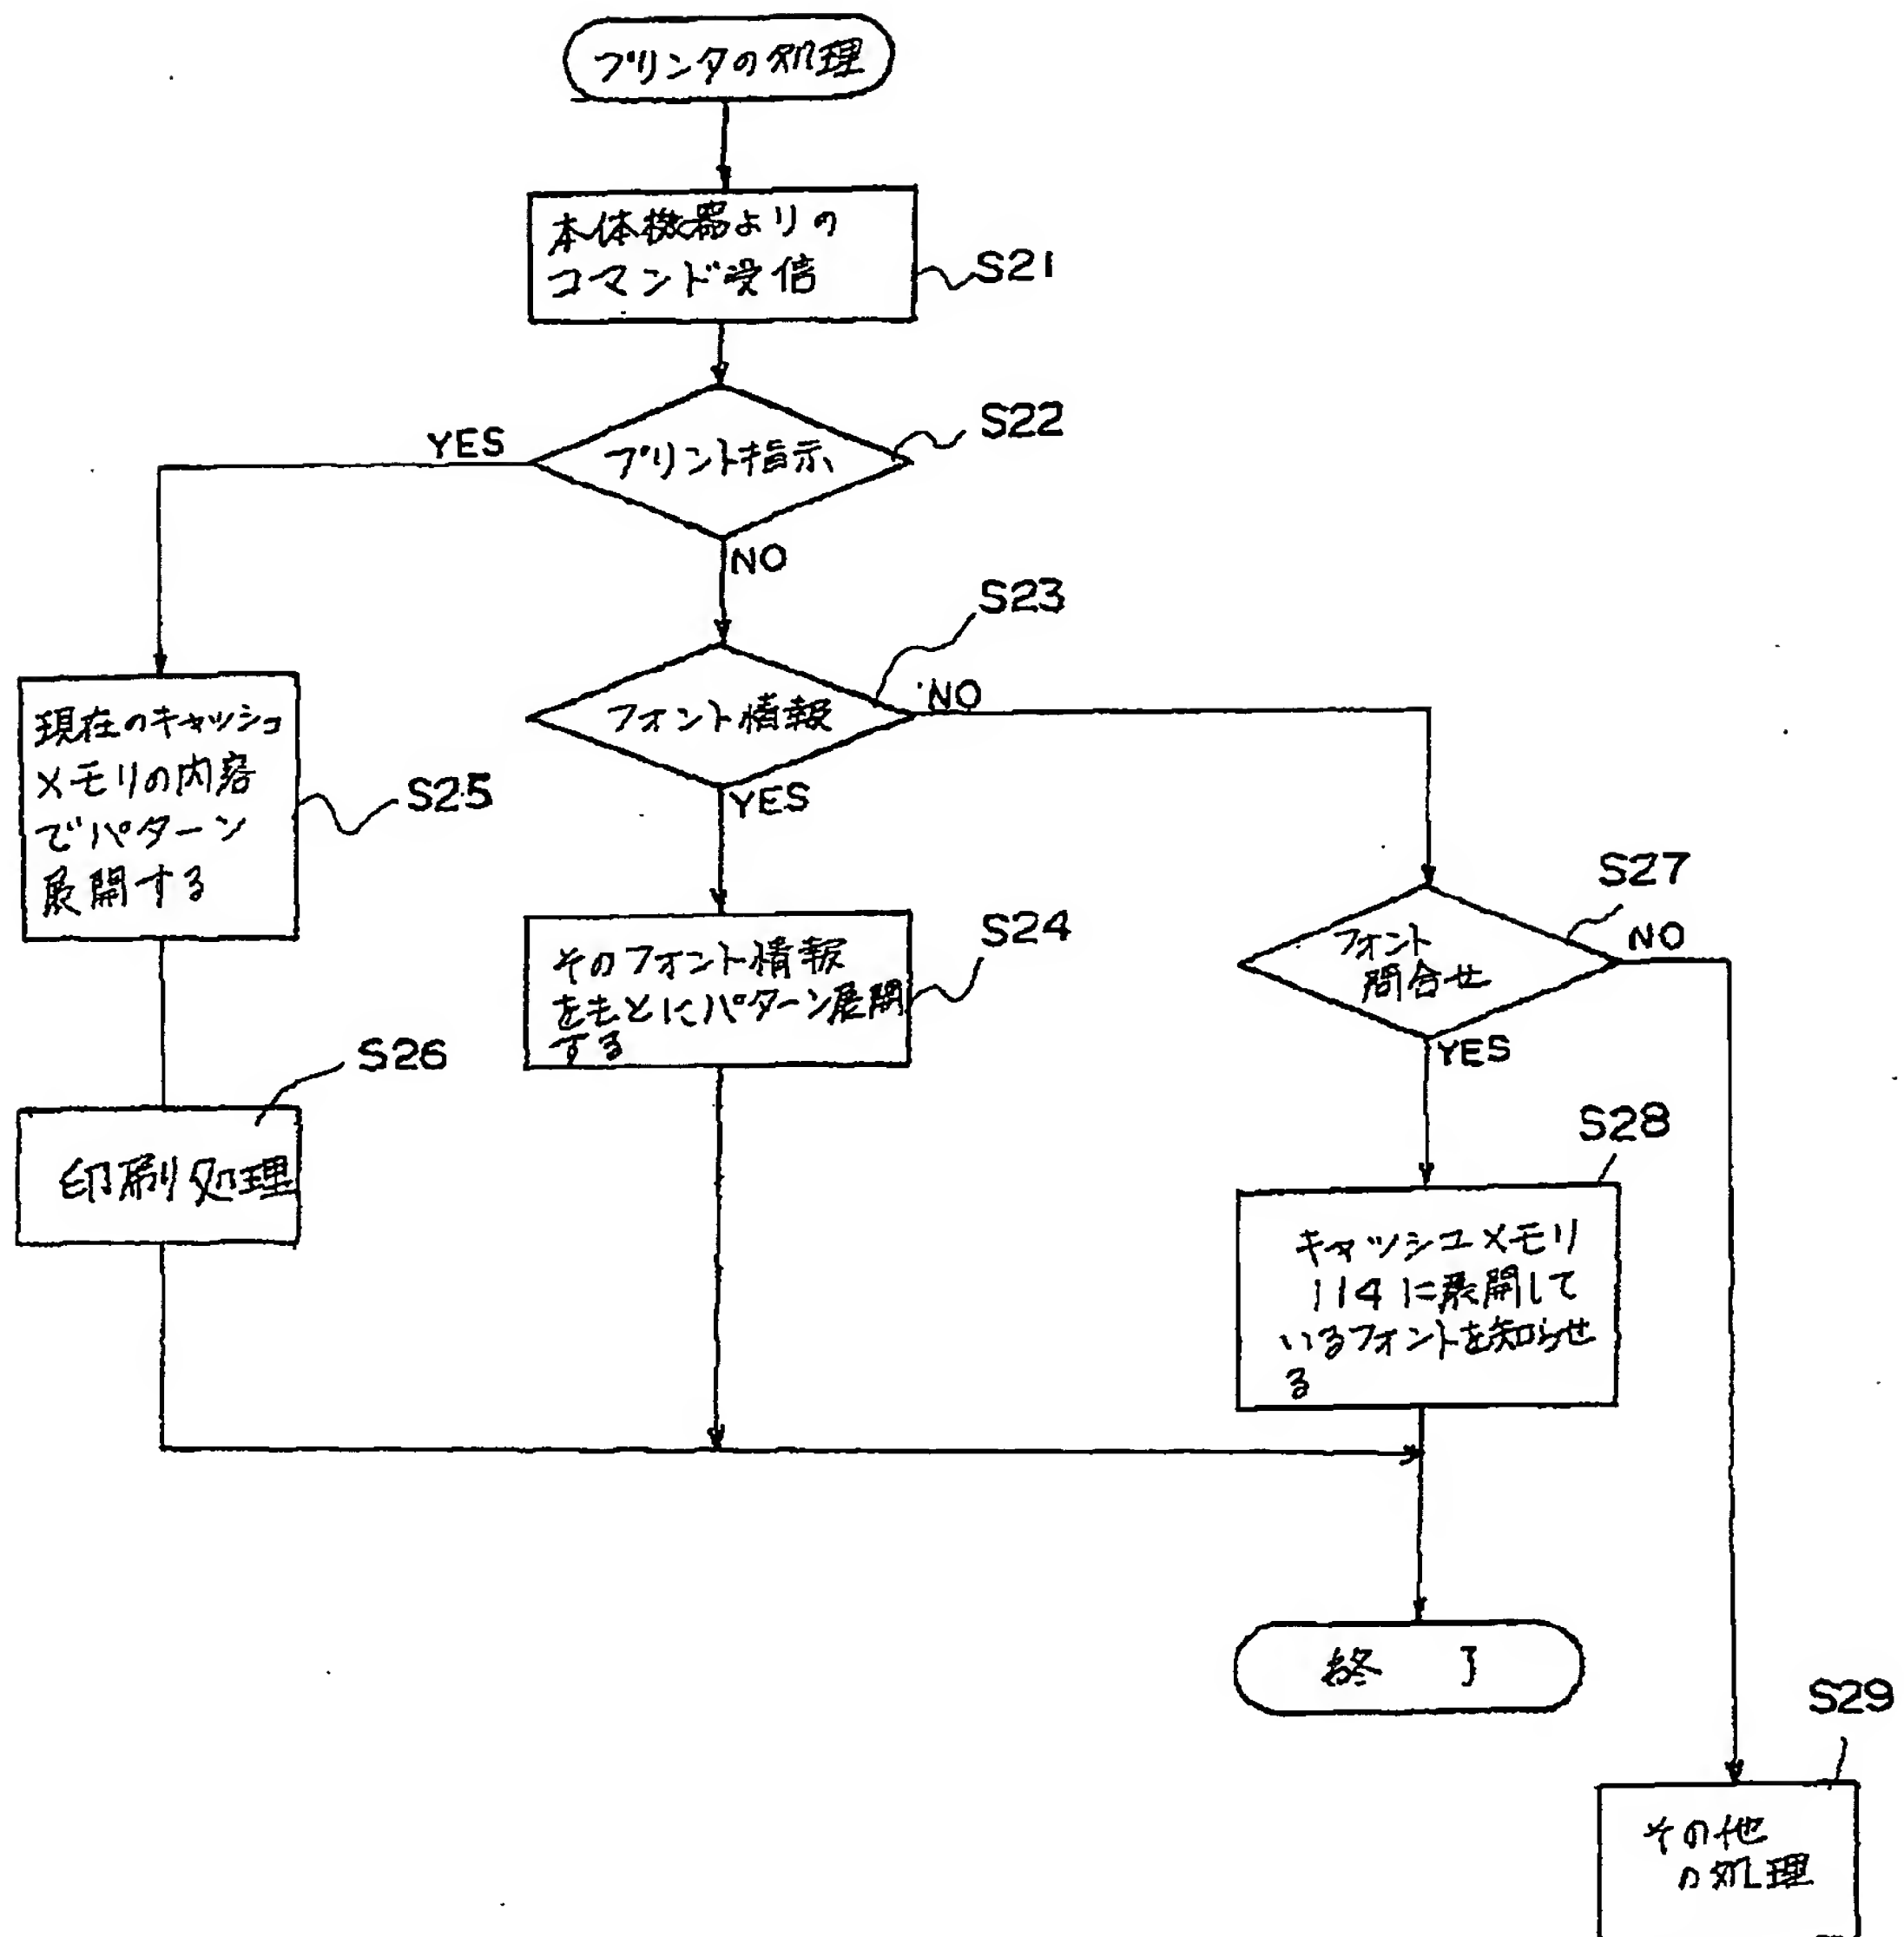 プリンタの処理
本体機器よりの
コマンド受信
S21
S22
YES
プリント指示
NO
S23
フォント情報
NO
YES
現在のキャッシュ
メモリの内容
でパターン
展開する
S25
S24
そのフォント情報
をもとにパターン展開
する
S27
NO
フォント
問合せ
YES
S26
印刷処理
S28
キャッシュメモリ
114に展開して
いるフォントを知らせ
る
終 了
S29
その他
の処理